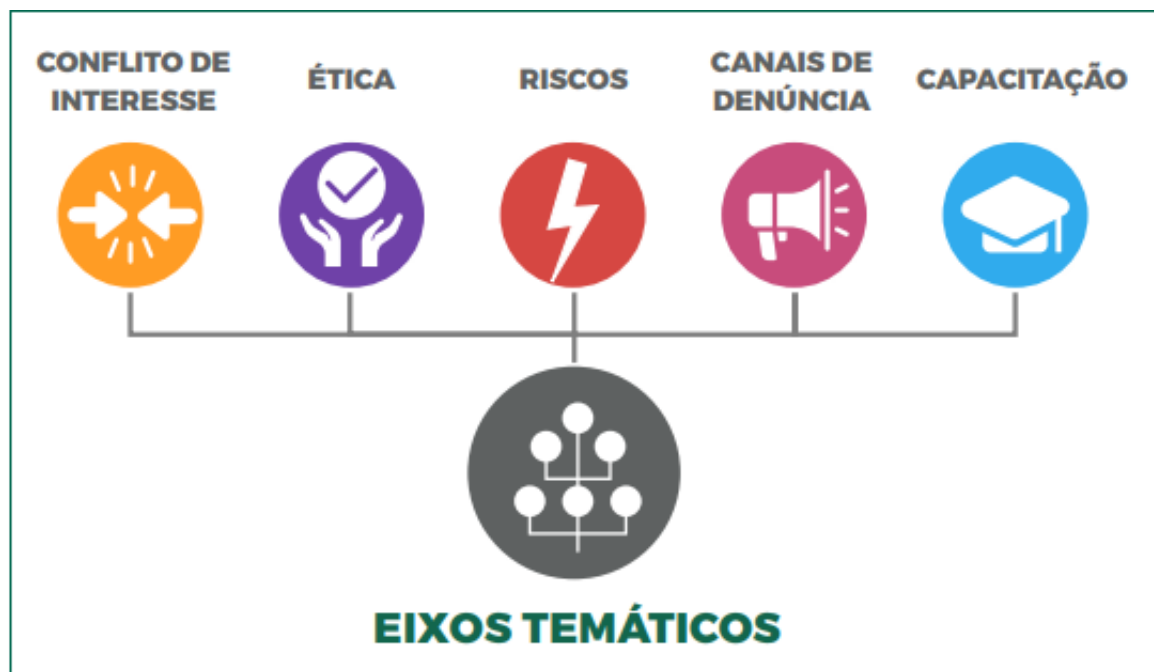 CONFLITO DE
INTERESSE
ÉTICA
RISCOS
CANAIS DE
DENÚNCIA
CAPACITAÇÃO
EIXOS TEMÁTICOS